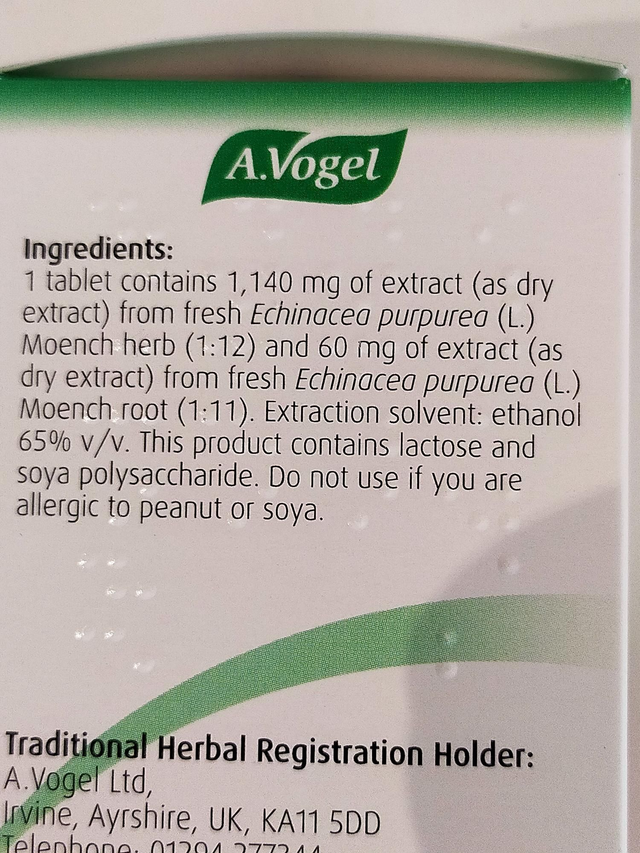 A.Vogel
Ingredients:
1 tablet contains 1,140 mg of extract (as dry
extract) from fresh Echinacea purpurea (L.)
Moench herb (1:12) and 60 mg of extract (as
dry extract) from fresh Echinacea purpurea (L.)
Moench root (1:11). Extraction solvent: ethanol
65% v/v. This product contains lactose and
soya polysaccharide. Do not use if you are
allergic to peanut or soya.
Traditional Herbal Registration Holder:
A.Vogel Ltd,
Irvine, Ayrshire, UK, KA11 5DD
Telephone: 01294 277344